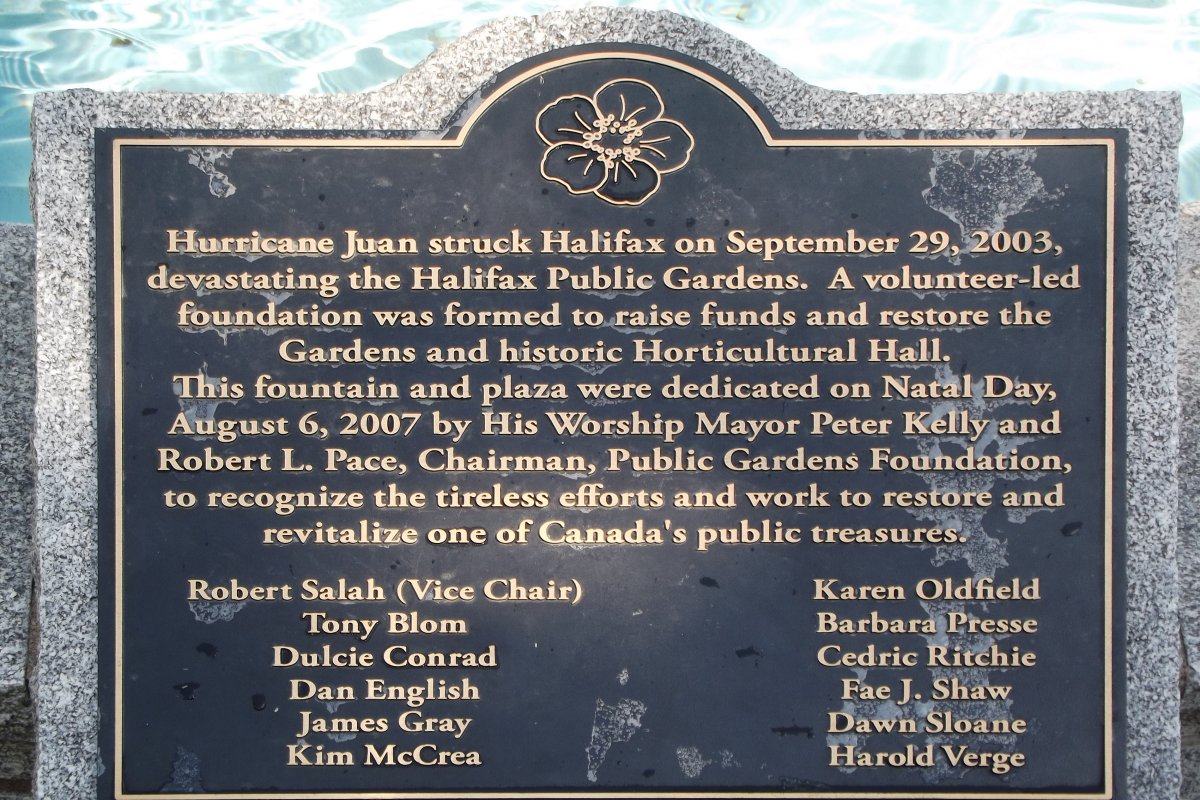 Hurricane Juan struck Halifax on September 29, 2003,
devastating the Halifax Public Gardens. A volunteer-led
foundation was formed to raise funds and restore the
Gardens and historic Horticultural Hall.
This fountain and plaza were dedicated on Natal Day,
August 6, 2007 by His Worship Mayor Peter Kelly and
Robert L. Pace, Chairman, Public Gardens Foundation,
to recognize the tireless efforts and work to restore and
revitalize one of Canada's public treasures.
Robert Salah (Vice Chair)
Tony Blom
Dulcie Conrad
Dan English
James Gray
Kim McCrea
Karen Oldfield
Barbara Presse
Cedric Ritchie
Fae J. Shaw
Dawn Sloane
Harold Verge